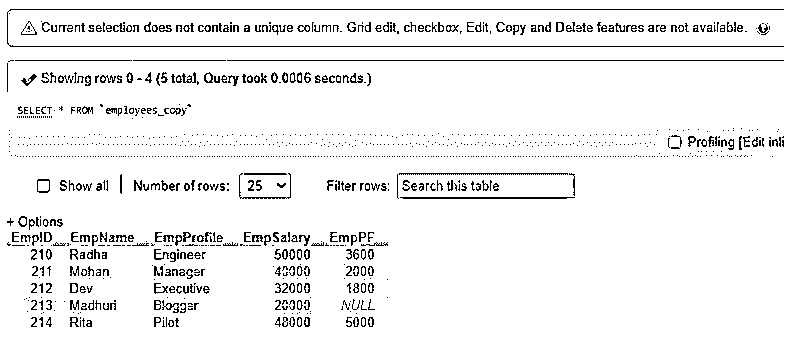 Current selection does not contain a unique column. Grid edit, checkbox, Edit, Copy and Delete features are not available.
Showing rows 0 - 4 (5 total, Query took 0.0006 seconds.)
SELECT * FROM `employees_copy`
Profiling [Edit inli
Show all Number of rows: 25 Filter rows: Search this table
+ Options
EmpID EmpName EmpProfile EmpSalary EmpPF
210 Radha Engineer 50000 3600
211 Mohan Manager 2000
212 Dev Executive 32000 1800
213 Madhuri Blogger 20000 NULL
214 Rita Pilot 48000 5000